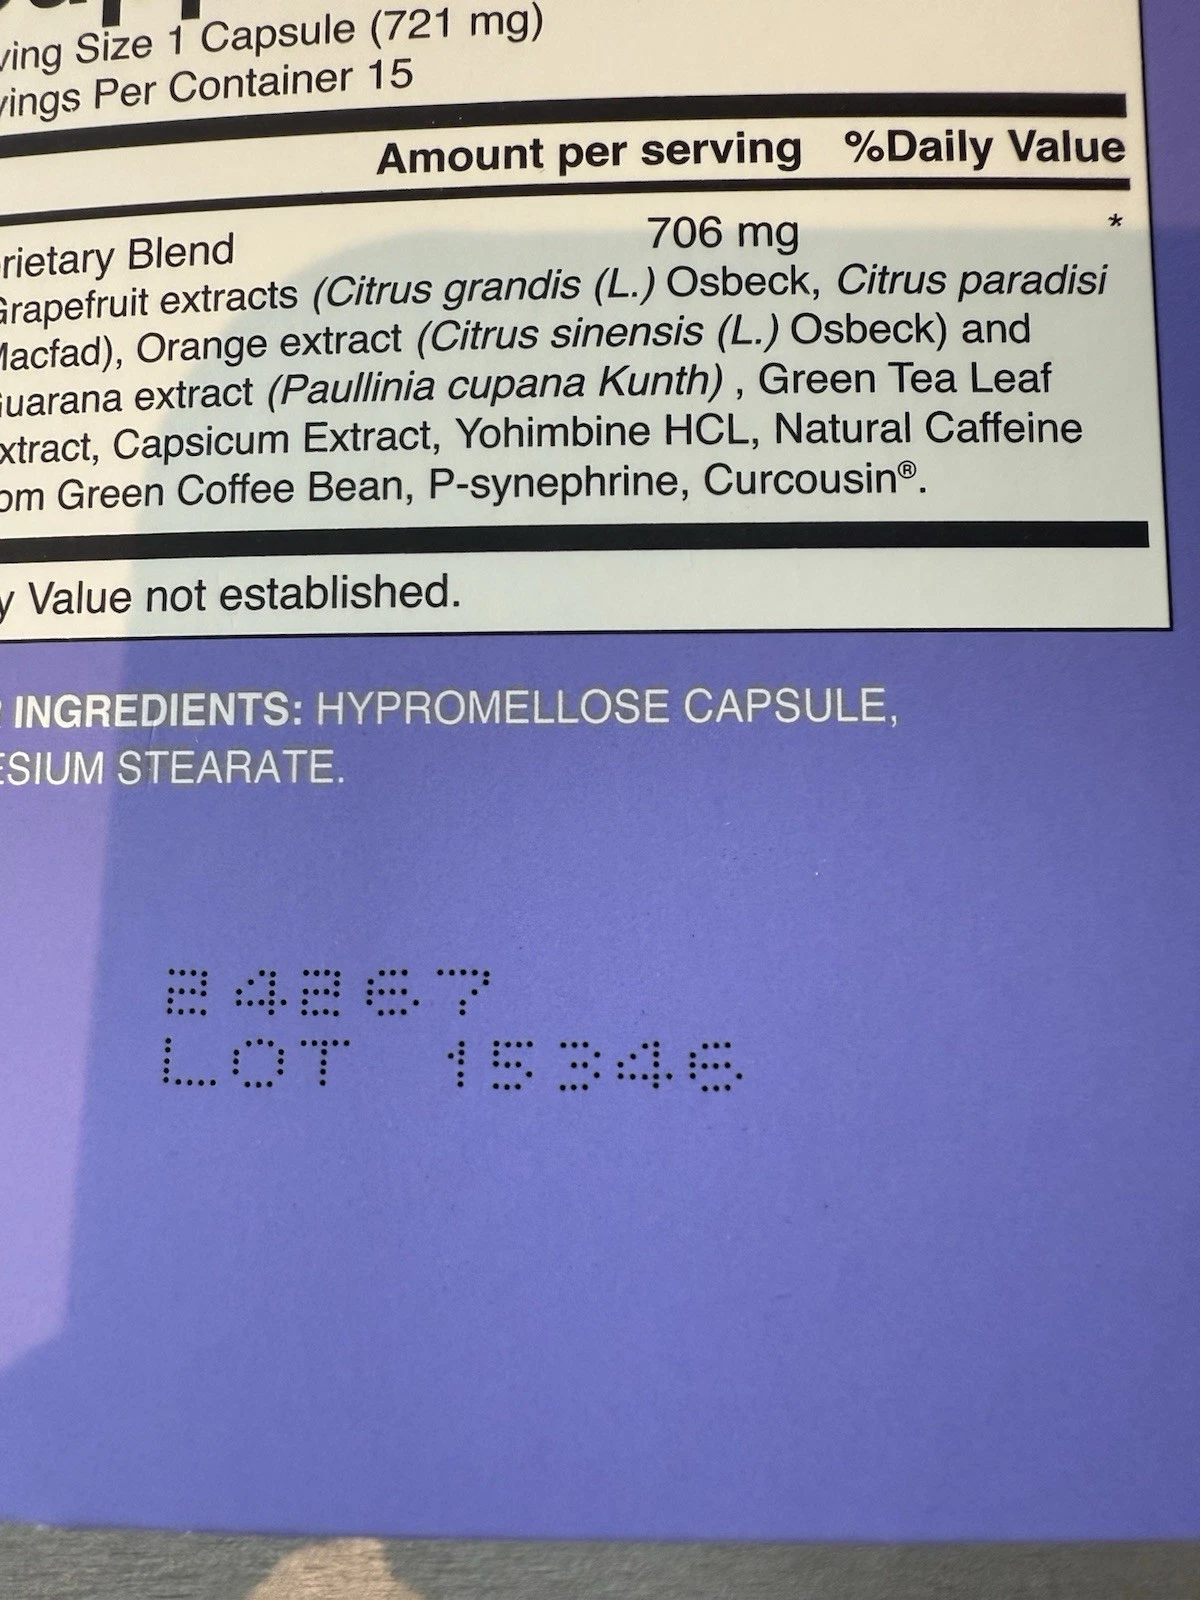 ving Size 1 Capsule (721 mg)
vings Per Container 15
Amount per serving %Daily Value
rietary Blend 706 mg *
Grapefruit extracts (Citrus grandis (L.) Osbeck, Citrus paradisi
Macfad), Orange extract (Citrus sinensis (L.) Osbeck) and
Guarana extract (Paullinia cupana Kunth) , Green Tea Leaf
xtract, Capsicum Extract, Yohimbine HCL, Natural Caffeine
om Green Coffee Bean, P-synephrine, Curcousin®.
y Value not established.
INGREDIENTS: HYPROMELLOSE CAPSULE,
ESIUM STEARATE.
24267
LOT 15346